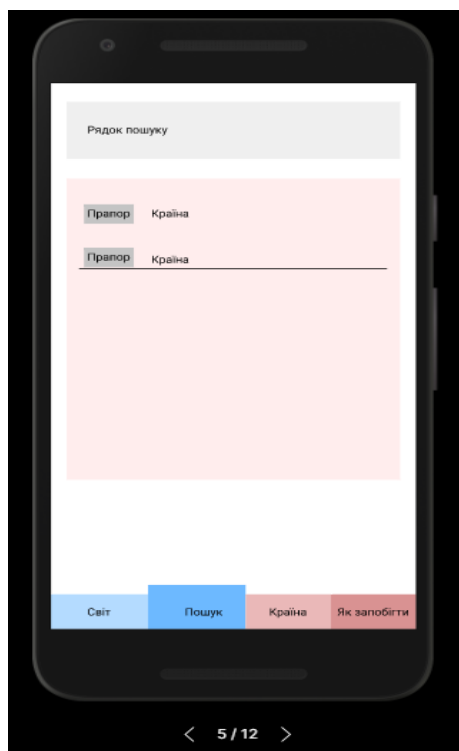 Рядок пошуку
Прапор Країна
Прапор Країна
Світ Пошук Країна Як запобігти
< 5 / 12 >